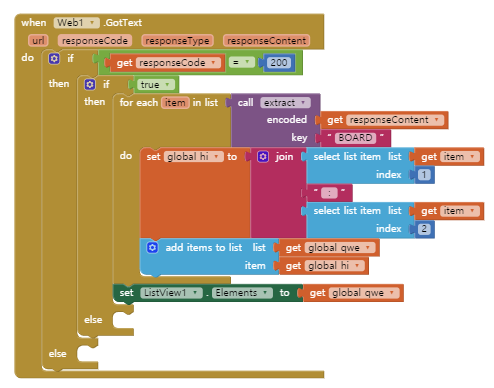 when Web1 .GotText
url responseCode responseType responseContent
do if get responseCode = 200
then if true
then for each item in list call extract
encoded get responseContent
key " BOARD "
do set global hi to join select list item list get item
index 1
" : "
select list item list get item
index 2
add items to list list get global qwe
item get global hi
set ListView1 . Elements to get global qwe
else
else